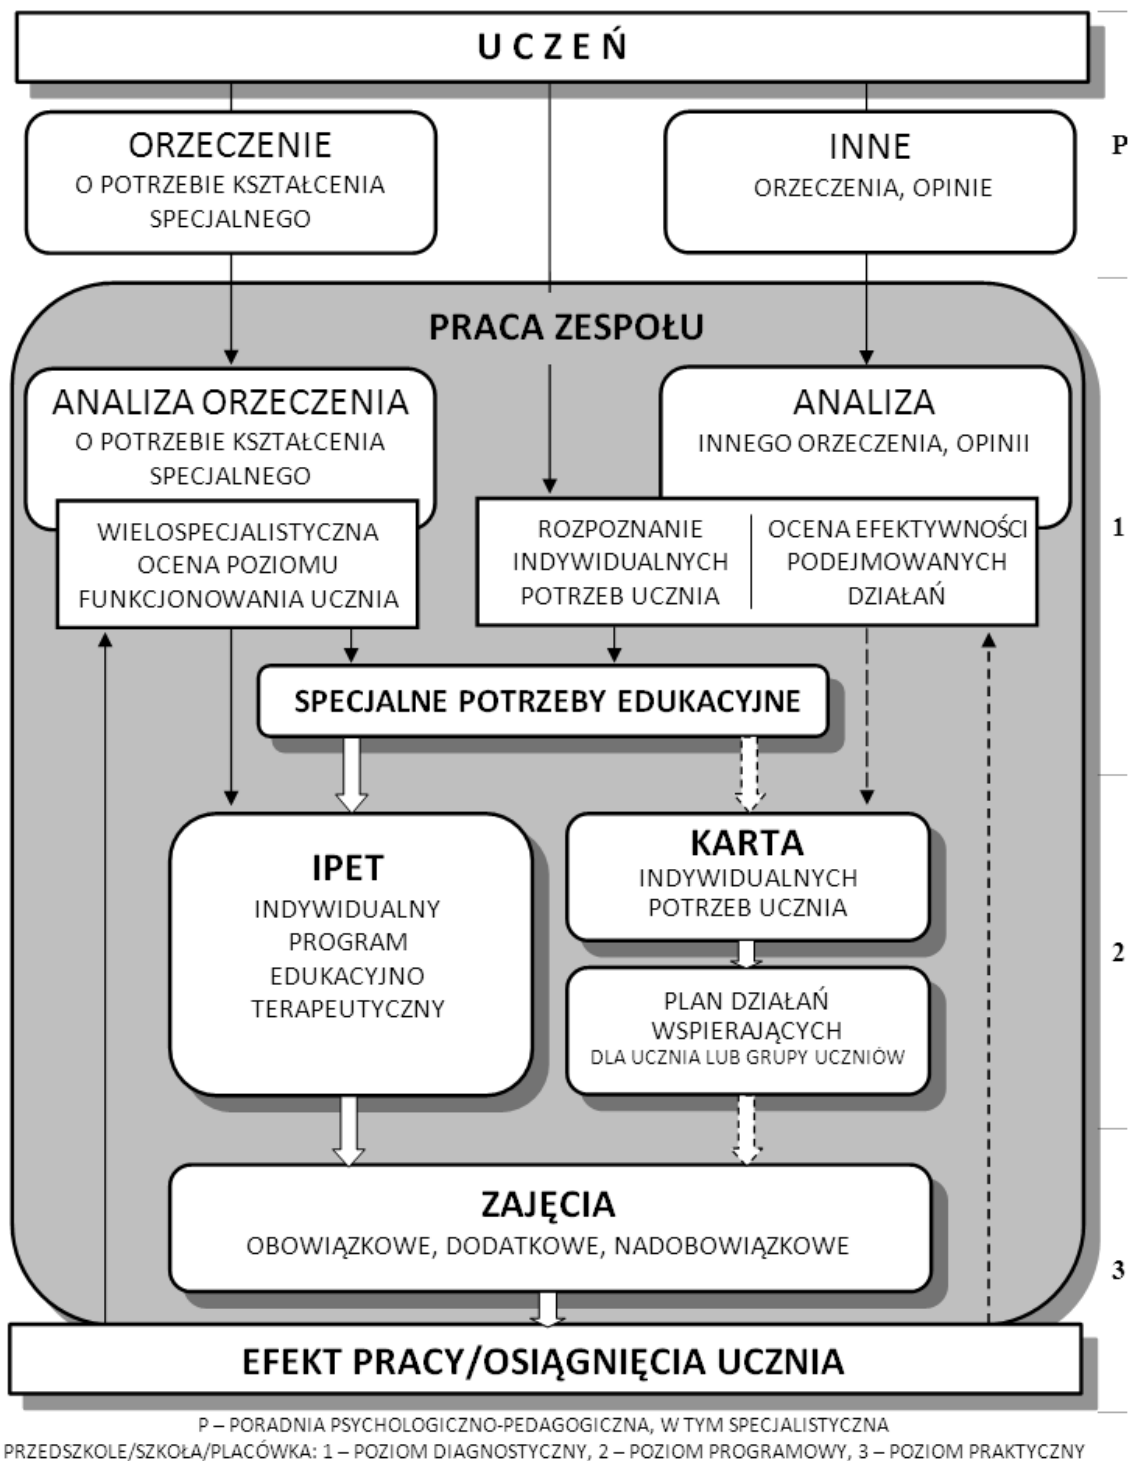 UCZEŃ
ORZECZENIE
O POTRZEBIE KSZTAŁCENIA
SPECJALNEGO
INNE
ORZECZENIA, OPINIE
P
PRACA ZESPOŁU
ANALIZA ORZECZENIA
O POTRZEBIE KSZTAŁCENIA
SPECJALNEGO
ANALIZA
INNEGO ORZECZENIA, OPINII
WIELOSPECJALISTYCZNA
OCENA POZIOMU
FUNKCJONOWANIA UCZNIA
ROZPOZNANIE
INDYWIDUALNYCH
POTRZEB UCZNIA
OCENA EFEKTYWNOŚCI
PODEJMOWANYCH
DZIAŁAŃ
1
SPECJALNE POTRZEBY EDUKACYJNE
IPET
INDYWIDUALNY
PROGRAM
EDUKACYJNO
TERAPEUTYCZNY
KARTA
INDYWIDUALNYCH
POTRZEB UCZNIA
2
PLAN DZIAŁAŃ
WSPIERAJĄCYCH
DLA UCZNIA LUB GRUPY UCZNIÓW
ZAJĘCIA
OBOWIĄZKOWE, DODATKOWE, NADOBOWIĄZKOWE
3
EFEKT PRACY/OSIĄGNIĘCIA UCZNIA
P – PORADNIA PSYCHOLOGICZNO-PEDAGOGICZNA, W TYM SPECJALISTYCZNA
PRZEDSZKOLE/SZKOŁA/PLACÓWKA: 1 – POZIOM DIAGNOSTYCZNY, 2 – POZIOM PROGRAMOWY, 3 – POZIOM PRAKTYCZNY